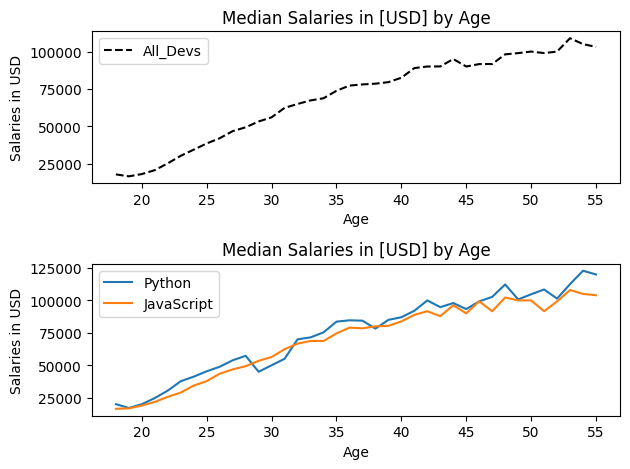 Median Salaries in [USD] by Age
All_Devs
Salaries in USD
100000
75000
50000
25000
20 25 30 35 40 45 50 55
Age
Median Salaries in [USD] by Age
Python
JavaScript
Salaries in USD
125000
100000
75000
50000
25000
20 25 30 35 40 45 50 55
Age